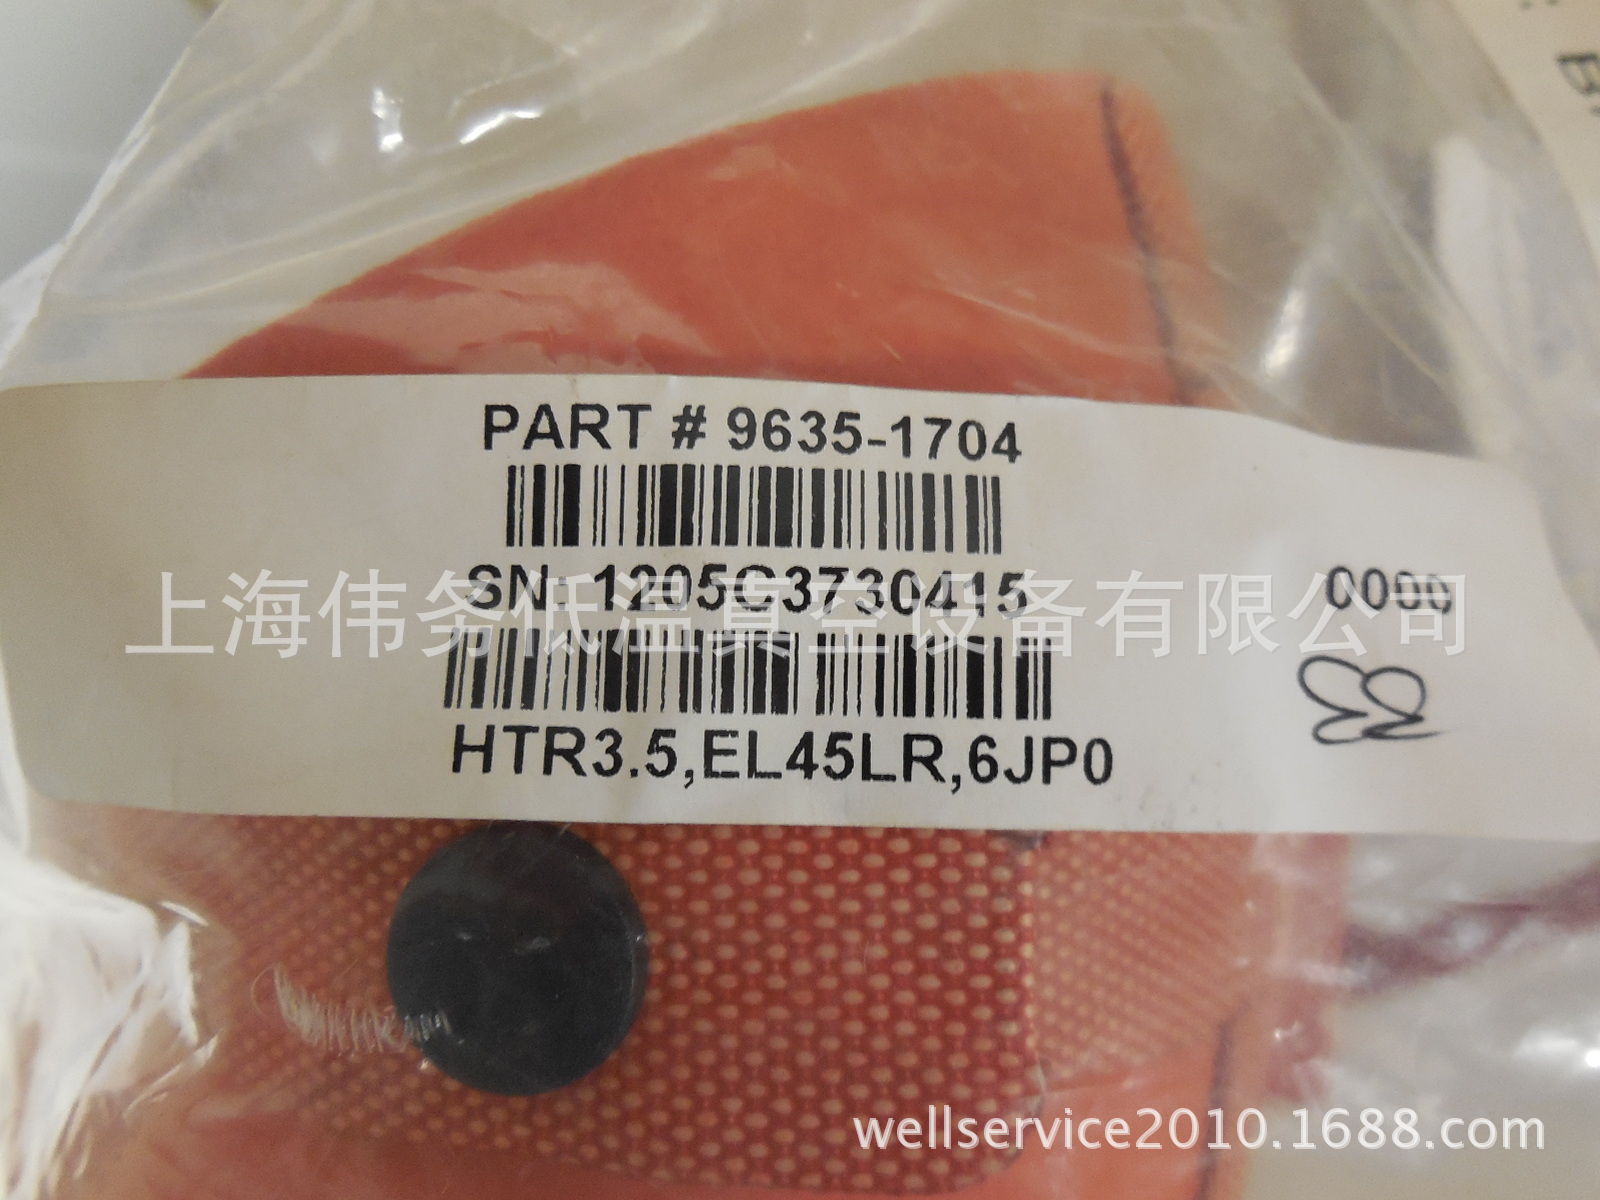 PART # 9635-1704
SN: 1205C3730415
0000
上海伟务低温真空设备有限公司
HTR3.5,EL45LR,6JP0
wellservice2010.1688.com